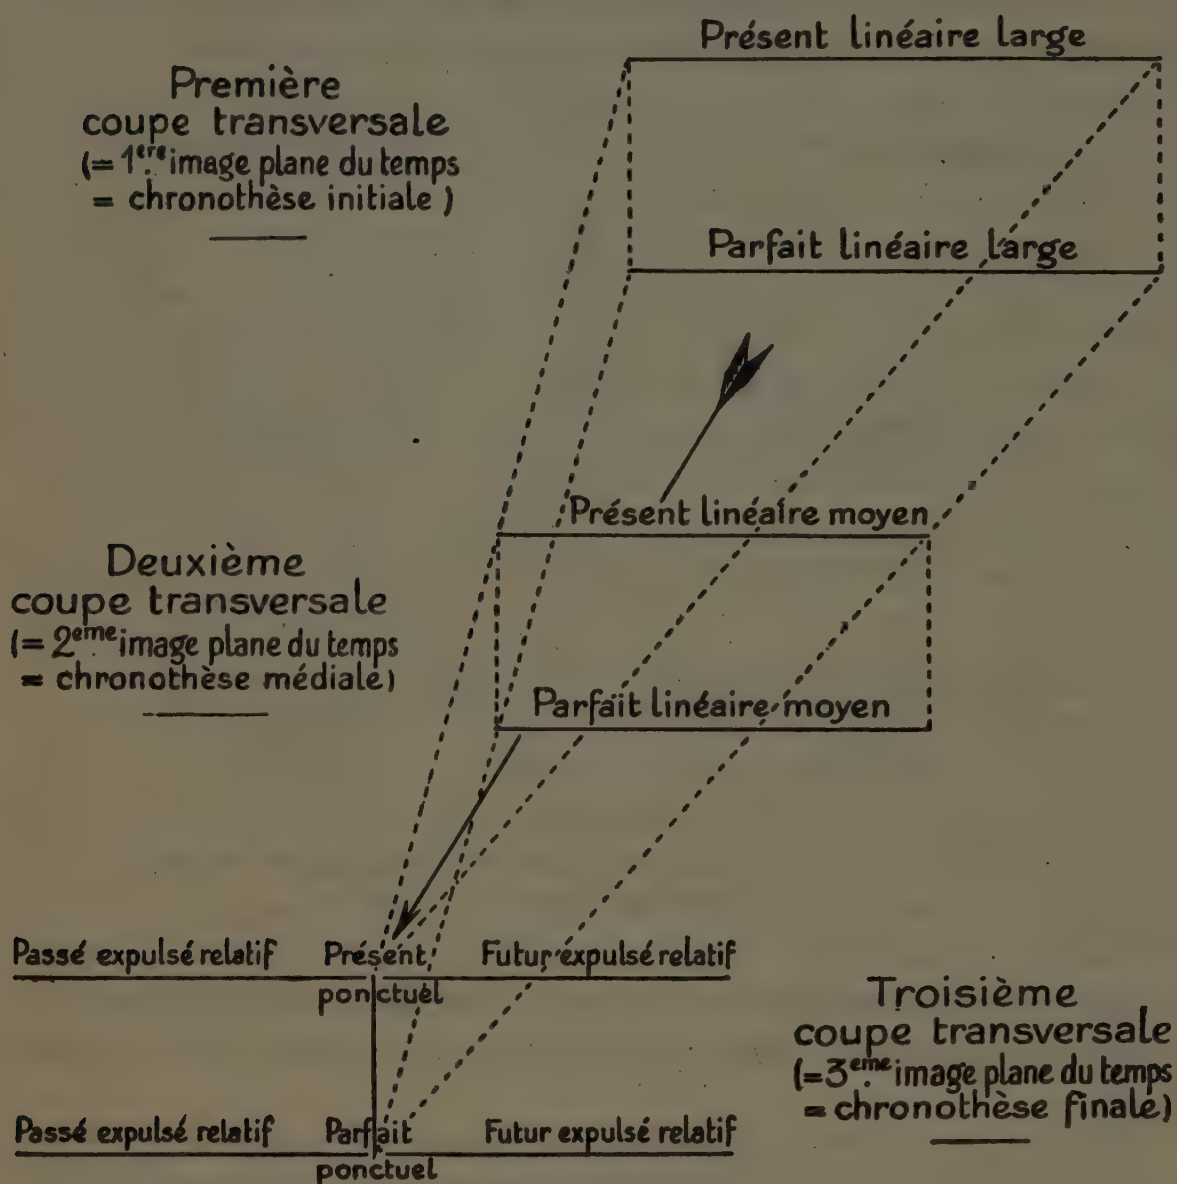 Présent linéaire large
Première
coupe transversale
(= 1ère image plane du temps
= chronothèse initiale)
Parfait linéaire large
Présent linéaire moyen
Deuxième
coupe transversale
(= 2eme image plane du temps
= chronothèse médiale)
Parfait linéaire moyen
Passé expulsé relatif Présent Futur expulsé relatif
ponctuel
Troisième
coupe transversale
(= 3eme image plane du temps
= chronothèse finale)
Passé expulsé relatif Parfait Futur expulsé relatif
ponctuel